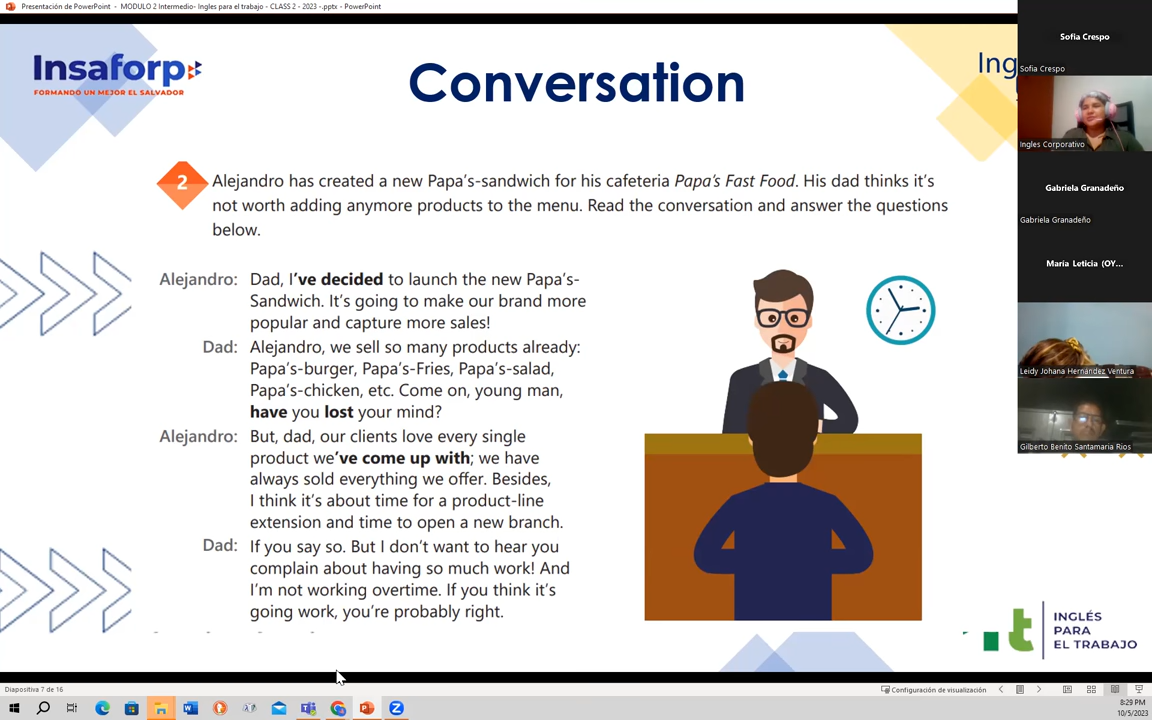 Presentación de PowerPoint - MODULO 2 Intermedio- Ingles para el trabajo - CLASS 2 - 2023 -.pptx - PowerPoint
Insaforp
FORMANDO UN MEJOR EL SALVADOR
Conversation
Ing
2
Alejandro has created a new Papa's-sandwich for his cafeteria Papa's Fast Food. His dad thinks it's
not worth adding anymore products to the menu. Read the conversation and answer the questions
below.
Alejandro: Dad, I've decided to launch the new Papa's-
Sandwich. It's going to make our brand more
popular and capture more sales!
Dad: Alejandro, we sell so many products already:
Papa's-burger, Papa's-Fries, Papa's-salad,
Papa's-chicken, etc. Come on, young man,
have you lost your mind?
Alejandro: But, dad, our clients love every single
product we've come up with; we have
always sold everything we offer. Besides,
I think it's about time for a product-line
extension and time to open a new branch.
Dad: If you say so. But I don't want to hear you
complain about having so much work! And
I'm not working overtime. If you think it's
going work, you're probably right.
INGLÉS
PARA
EL TRABAJO
Sofia Crespo
Sofia Crespo
Ingles Corporativo
Gabriela Granadeño
Gabriela Granadeño
María Leticia (OY...
Leidy Johana Hernández Ventura
Gilberto Benito Santamaria Rios
Diapositiva 7 de 16
Configuración de visualización
8:29 PM
10/5/2023